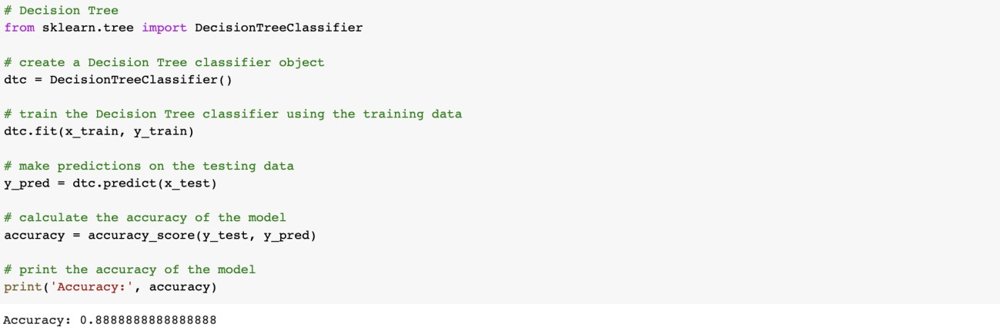 # Decision Tree
from sklearn.tree import DecisionTreeClassifier
# create a Decision Tree classifier object
dtc = DecisionTreeClassifier()
# train the Decision Tree classifier using the training data
dtc.fit(x_train, y_train)
# make predictions on the testing data
y_pred = dtc.predict(x_test)
# calculate the accuracy of the model
accuracy = accuracy_score(y_test, y_pred)
# print the accuracy of the model
print('Accuracy:', accuracy)
Accuracy: 0.8888888888888888